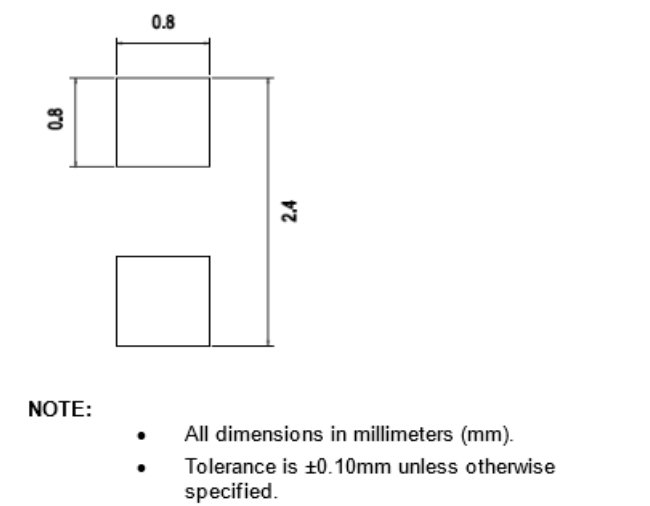 0.8
0.8
2.4
NOTE:
• All dimensions in millimeters (mm).
• Tolerance is ±0.10mm unless otherwise
specified.